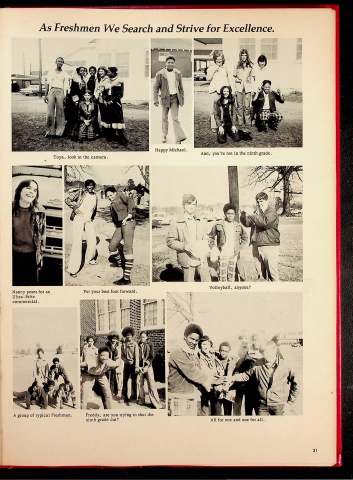 As Freshmen We Search and Strive for Excellence.
Toya, look at the camera.
Happy Michael.
Ann, you're not in the ninth grade.
Nancy poses for an
Ultra-Brite
commercial.
Put your best foot forward.
Volleyball, anyone?
A group of typical Freshmen.
Freddy, are you trying to shut the
ninth grade out?
All for one and one for all.
31